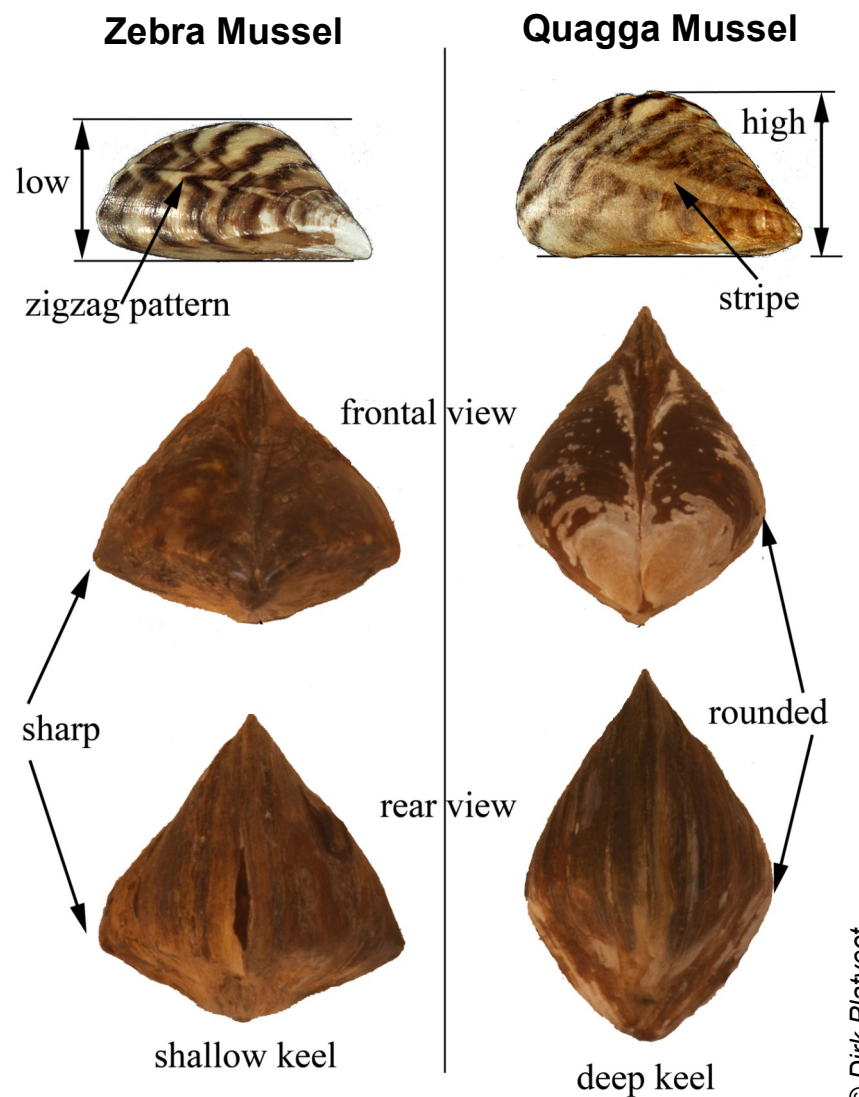 Zebra Mussel
Quagga Mussel
low
high
zigzag pattern
stripe
frontal view
sharp
rounded
rear view
shallow keel
deep keel
© Dirk Platvoet